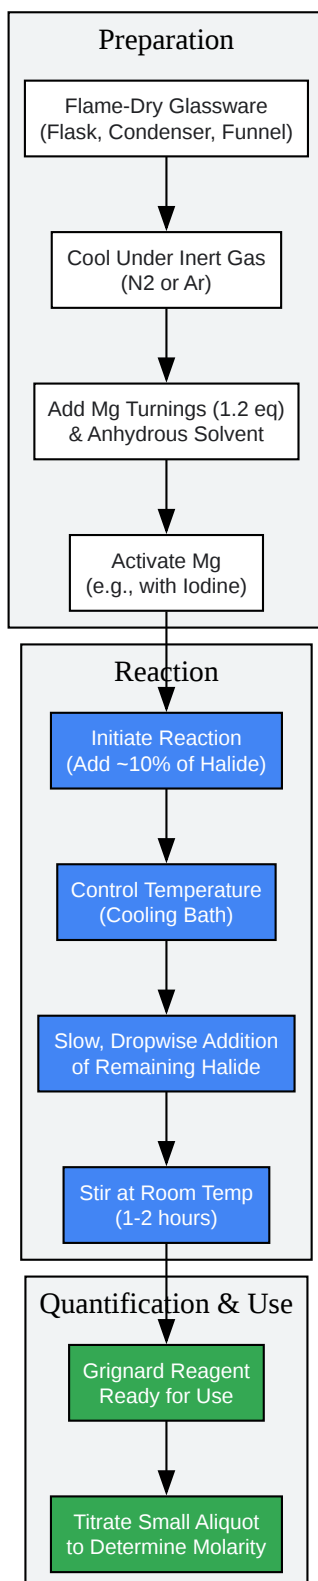 Preparation
Flame-Dry Glassware
(Flask, Condenser, Funnel)
Cool Under Inert Gas
(N2 or Ar)
Add Mg Turnings (1.2 eq)
& Anhydrous Solvent
Activate Mg
(e.g., with Iodine)
Reaction
Initiate Reaction
(Add ~10% of Halide)
Control Temperature
(Cooling Bath)
Slow, Dropwise Addition
of Remaining Halide
Stir at Room Temp
(1-2 hours)
Quantification & Use
Grignard Reagent
Ready for Use
Titrate Small Aliquot
to Determine Molarity